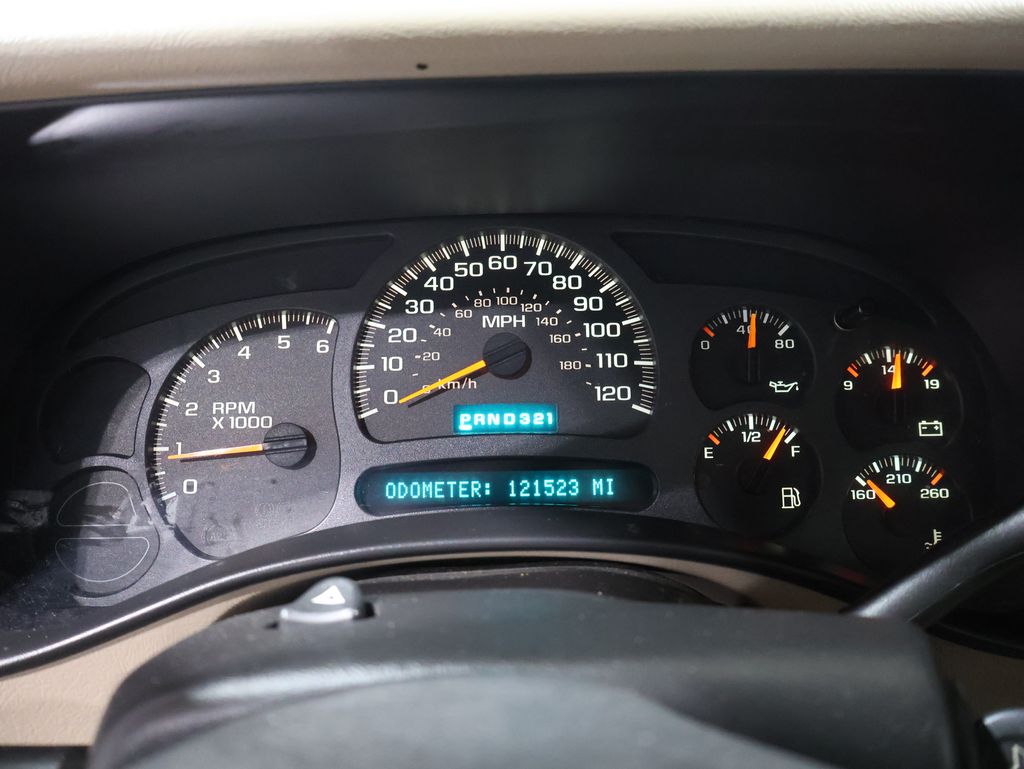 0 1 2 3 4 5 6
RPM
X 1000
0 10 20 30 40 50 60 70 80 90 100 110 120
20 40 60 80 100 120 140 160 180
MPH
km/h
PRND321
ODOMETER: 121523 MI
0 40 80
E 1/2 F
9 14 19
160 210 260